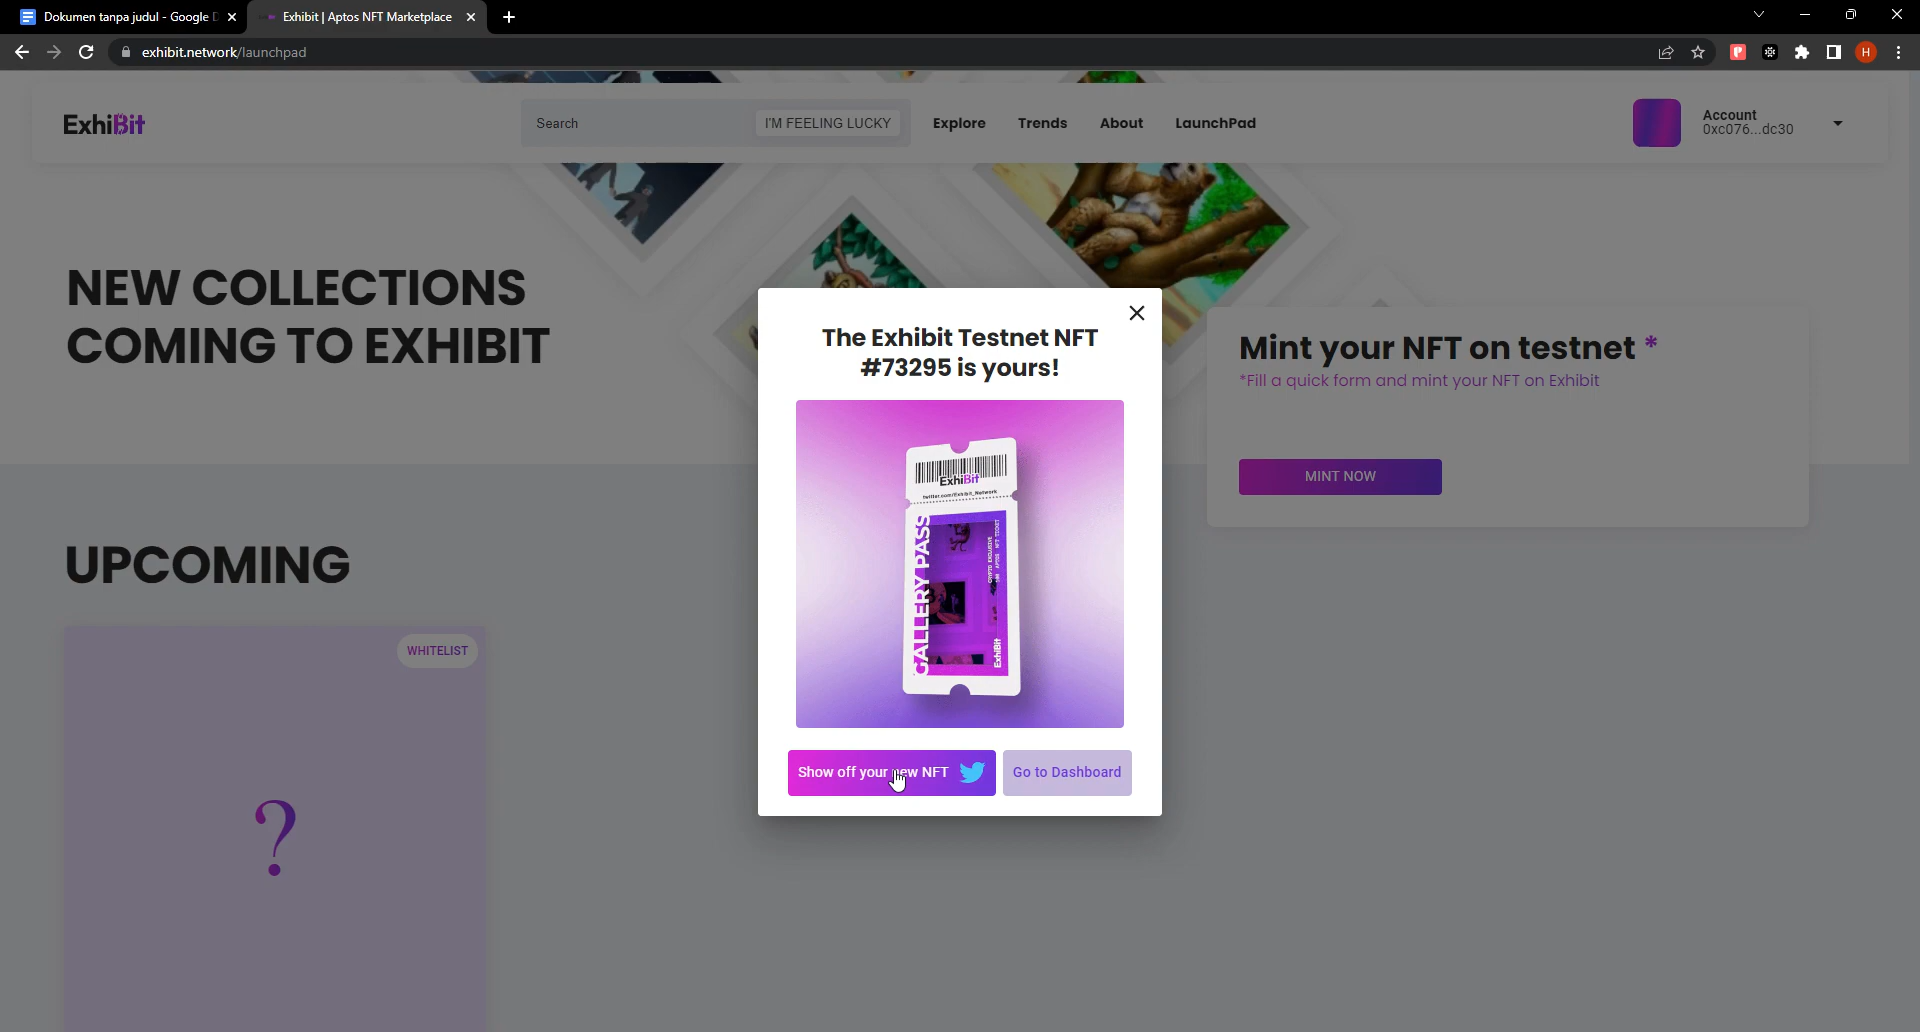 Dokumen tanpa judul - Google D
Exhibit | Aptos NFT Marketplace
exhibit.network/launchpad
H
ExhiBit
Search
I'M FEELING LUCKY
Explore
Trends
About
LaunchPad
Account
0xc076...dc30
NEW COLLECTIONS
COMING TO EXHIBIT
The Exhibit Testnet NFT
#73295 is yours!
Mint your NFT on testnet *
*Fill a quick form and mint your NFT on Exhibit
MINT NOW
ExhiBit
twitter.com/Exhibit_Network
GALLERY PASS
ExhiBit
UPCOMING
WHITELIST
?
Show off your new NFT
Go to Dashboard